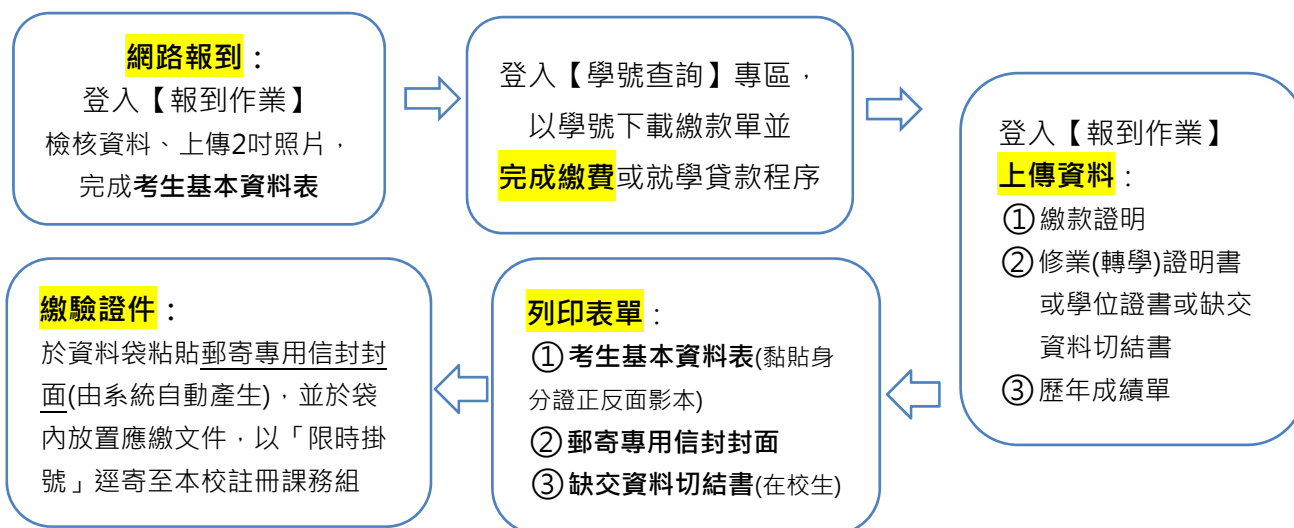 網路報到：
登入【報到作業】
檢核資料、上傳2吋照片，
完成考生基本資料表
登入【學號查詢】專區，
以學號下載繳款單並
完成繳費或就學貸款程序
登入【報到作業】
上傳資料：
①繳款證明
②修業(轉學)證明書
或學位證書或缺交
資料切結書
③歷年成績單
列印表單：
①考生基本資料表(黏貼身
分證正反面影本)
②郵寄專用信封封面
③缺交資料切結書(在校生)
繳驗證件：
於資料袋粘貼郵寄專用信封封
面(由系統自動產生)，並於袋
內放置應繳文件，以「限時掛
號」逕寄至本校註冊課務組